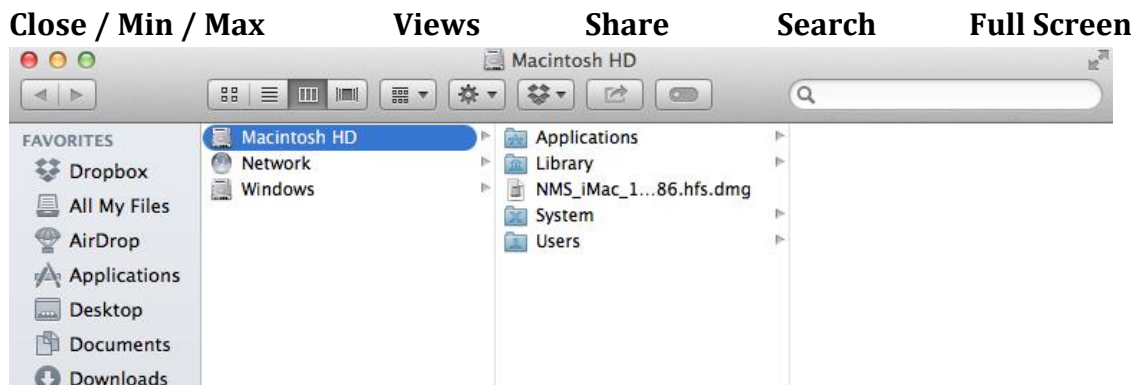 Close / Min / Max Views Share Search Full Screen
Macintosh HD
FAVORITES
Dropbox
All My Files
AirDrop
Applications
Desktop
Documents
Downloads
Macintosh HD
Network
Windows
Applications
Library
NMS_iMac_1...86.hfs.dmg
System
Users